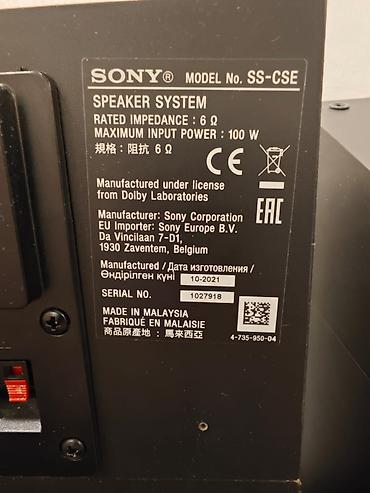 SONY® MODEL No. SS-CSE
SPEAKER SYSTEM
RATED IMPEDANCE : 6 Ω
MAXIMUM INPUT POWER : 100 W
規格：阻抗 6 Ω
CE
Manufactured under license
from Dolby Laboratories
EAC
Manufacturer: Sony Corporation
EU Importer: Sony Europe B.V.
Da Vincilaan 7-D1,
1930 Zaventem, Belgium
Manufactured / Дата изготовления /
Өндірілген күні 10-2021
SERIAL NO. 1027918
MADE IN MALAYSIA
FABRIQUÉ EN MALAISIE
商品原產地：馬來西亞
4-735-950-04